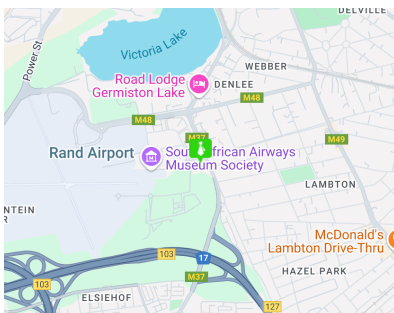 DELVILLE
Power St
Victoria Lake
WEBBER
Road Lodge
Germiston Lake
DENLEE
M48
M48
M37
M49
Rand Airport
South African Airways
Museum Society
LAMBTON
McDonald's
Lambton Drive-Thru
17
103
HAZEL PARK
103
M37
ELSIEHOF
127